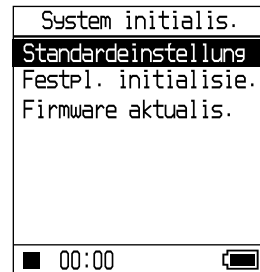 System initialis.
Standardeinstellung
Festpl. initialisie.
Firmware aktualis.
00:00